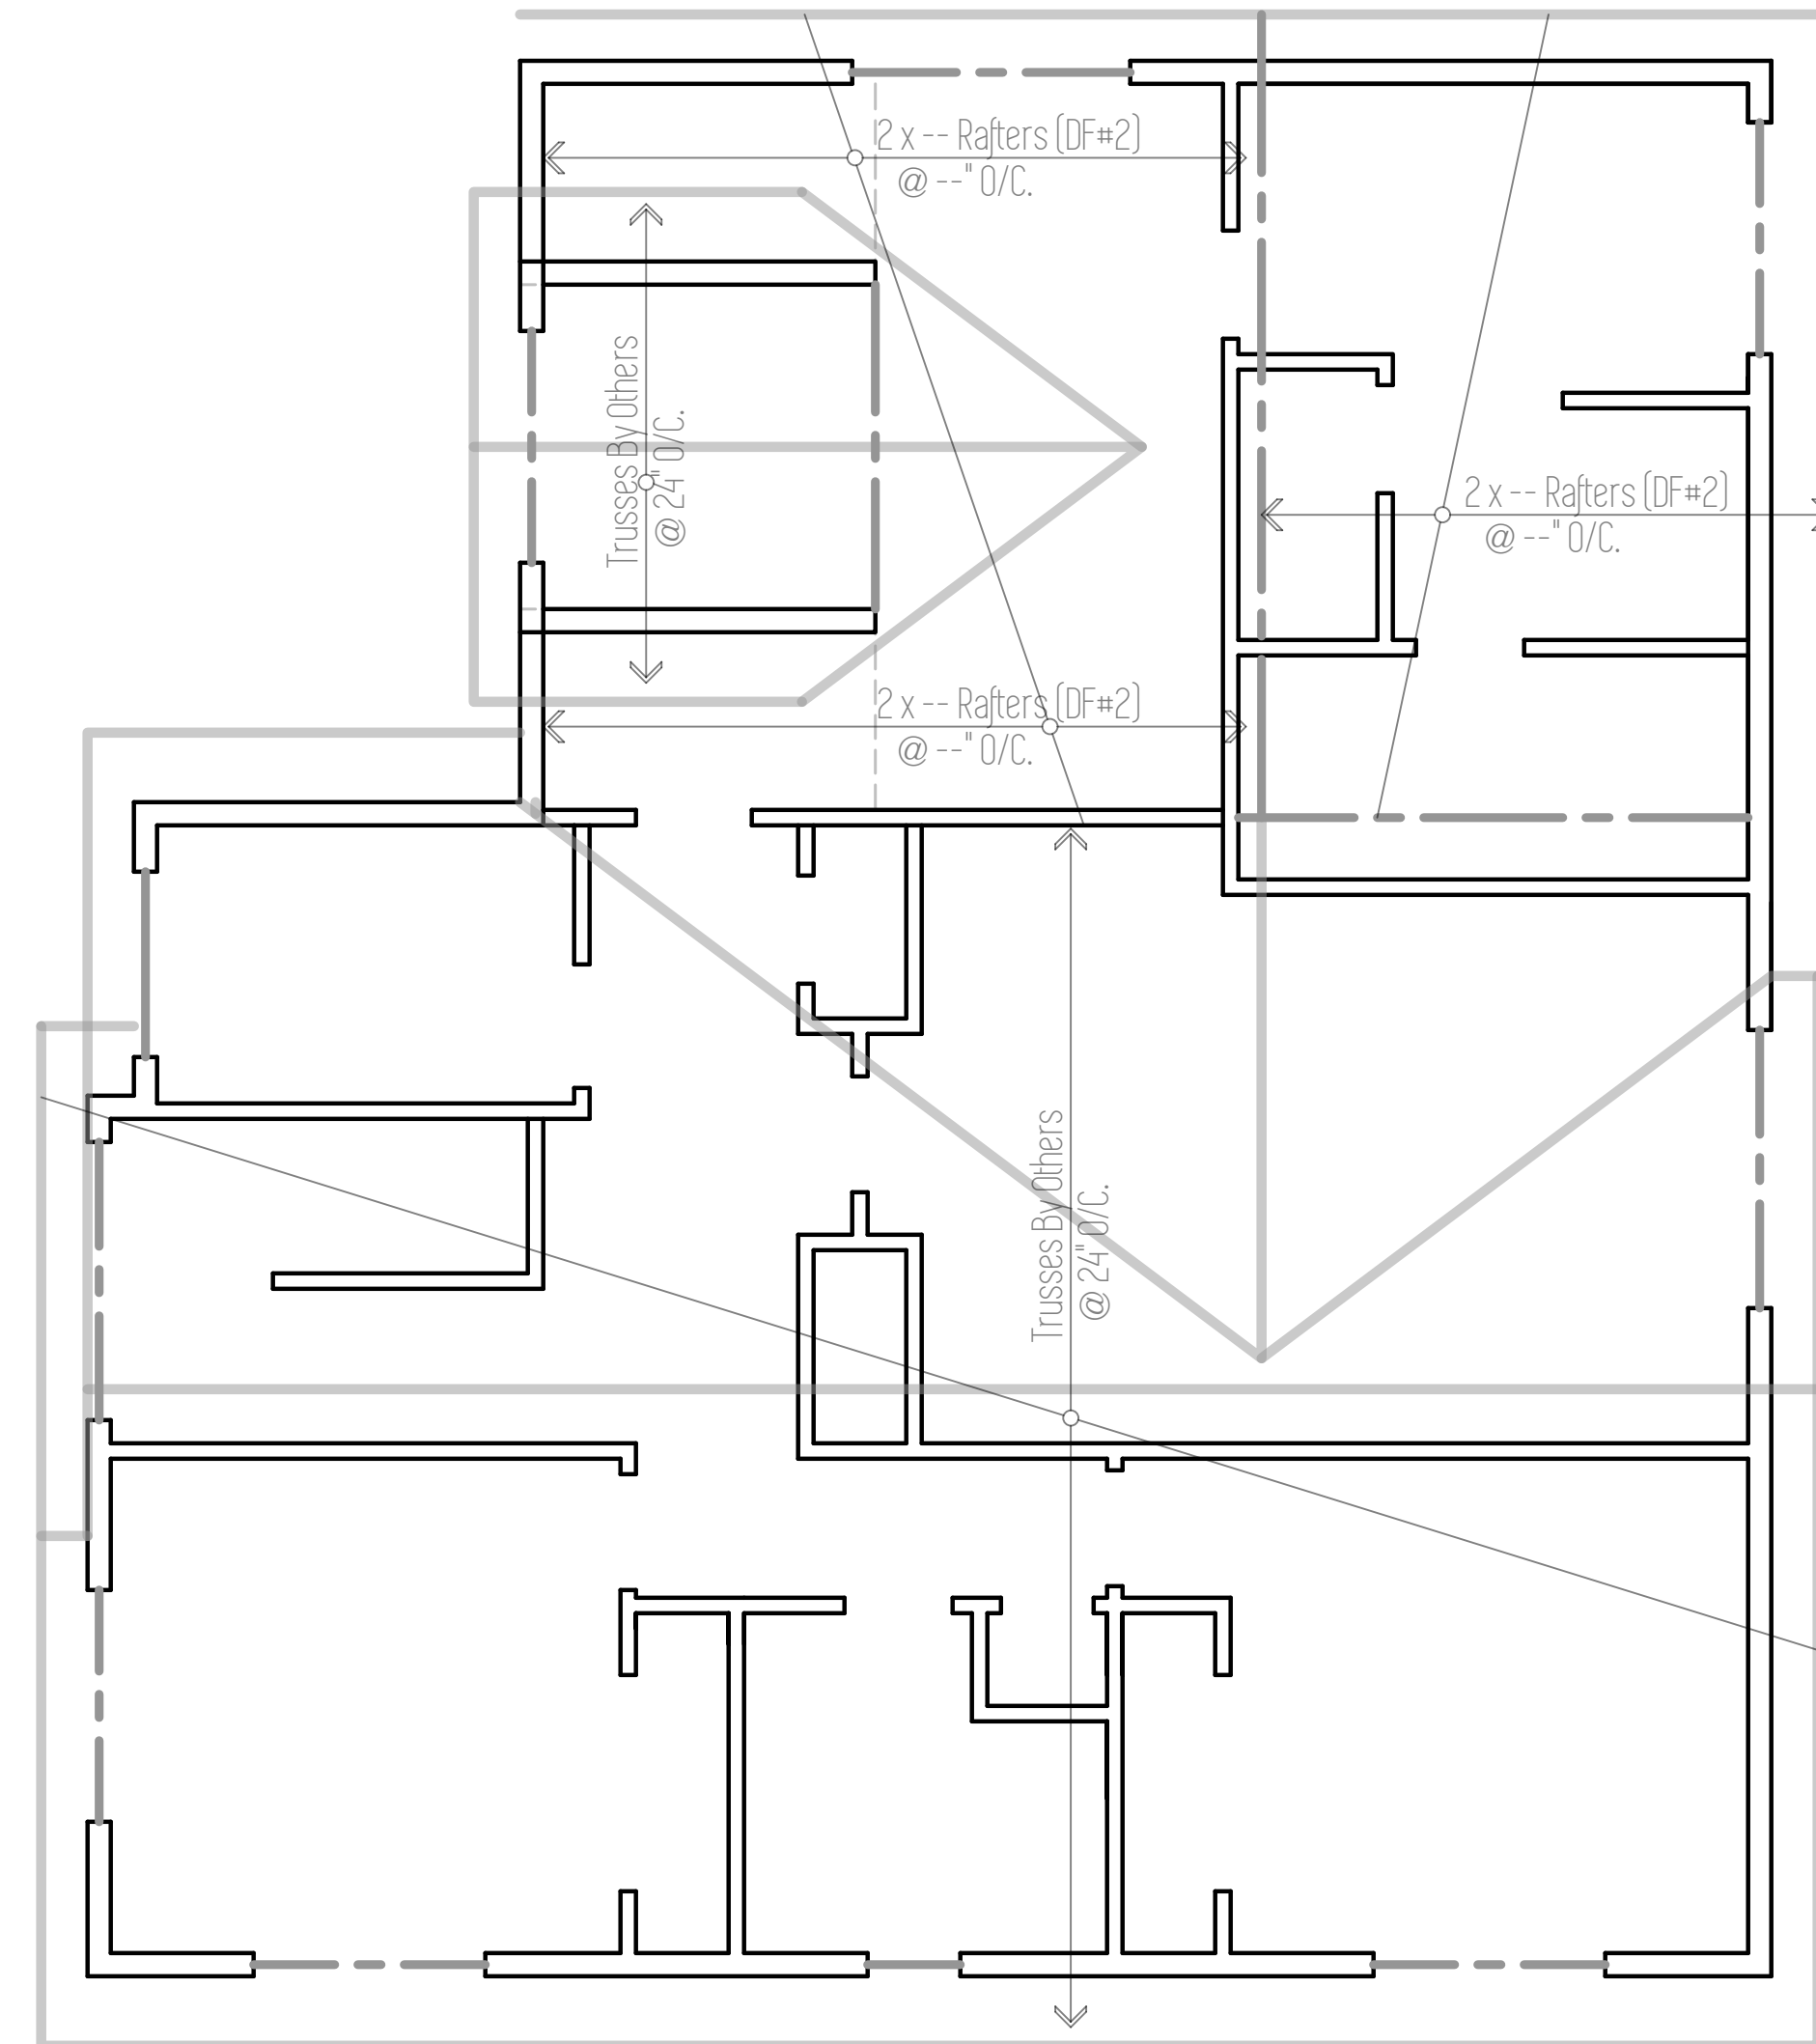 2 x -- Rafters (DF#2)
@ --" O/C.
Trusses By Others
@ 24" O/C.
2 x -- Rafters (DF#2)
@ --" O/C.
2 x -- Rafters (DF#2)
@ --" O/C.
Trusses By Others
@ 24" O/C.